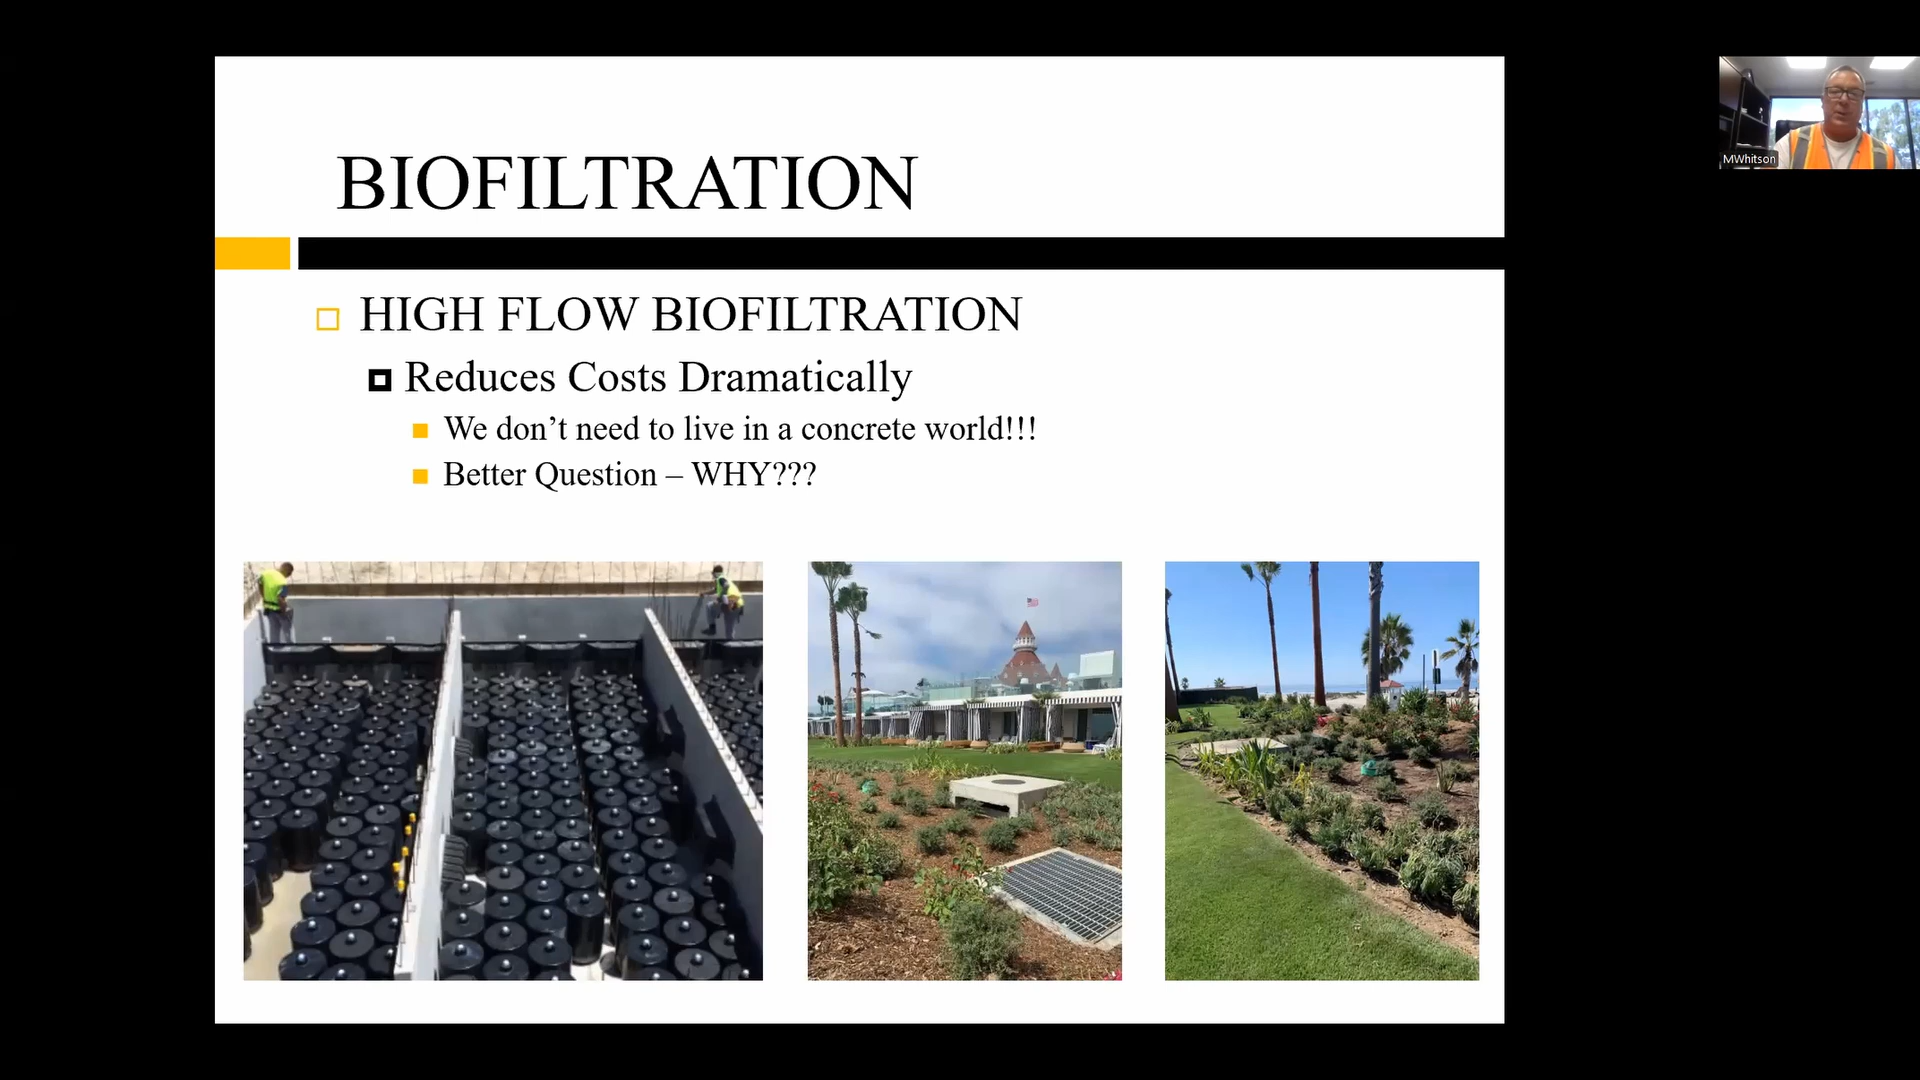 BIOFILTRATION
HIGH FLOW BIOFILTRATION
Reduces Costs Dramatically
We don’t need to live in a concrete world!!!
Better Question – WHY???
MWhitson